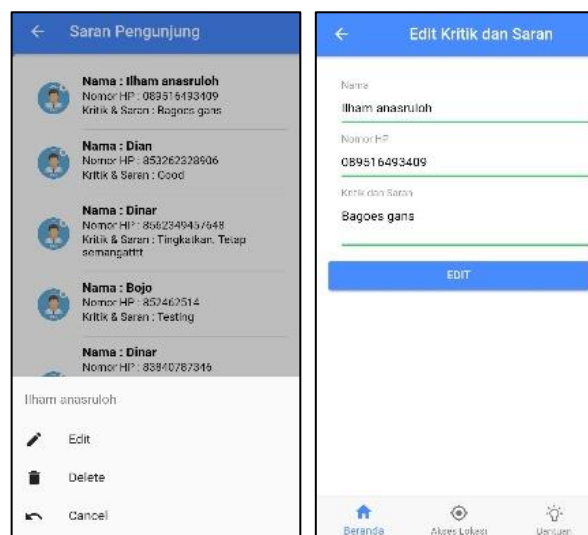 Saran Pengunjung
Nama : Ilham anasruloh
Nomor HP : 089516493409
Kritik & Saran : Bagoes gans
Nama : Dian
Nomor HP : 853262328906
Kritik & Saran : Good
Nama : Dinar
Nomor HP : 8562349457648
Kritik & Saran : Tingkatkan. Tetap
semangatttt
Nama : Bojo
Nomor HP : 852462514
Kritik & Saran : Testing
Nama : Dinar
Nomor HP : 83840787346
Ilham anasruloh
Edit
Delete
Cancel
Edit Kritik dan Saran
Nama
Ilham anasruloh
Nomor HP
089516493409
Kritik dan Saran
Bagoes gans
EDIT
Beranda
Akses Lokasi
Bantuan